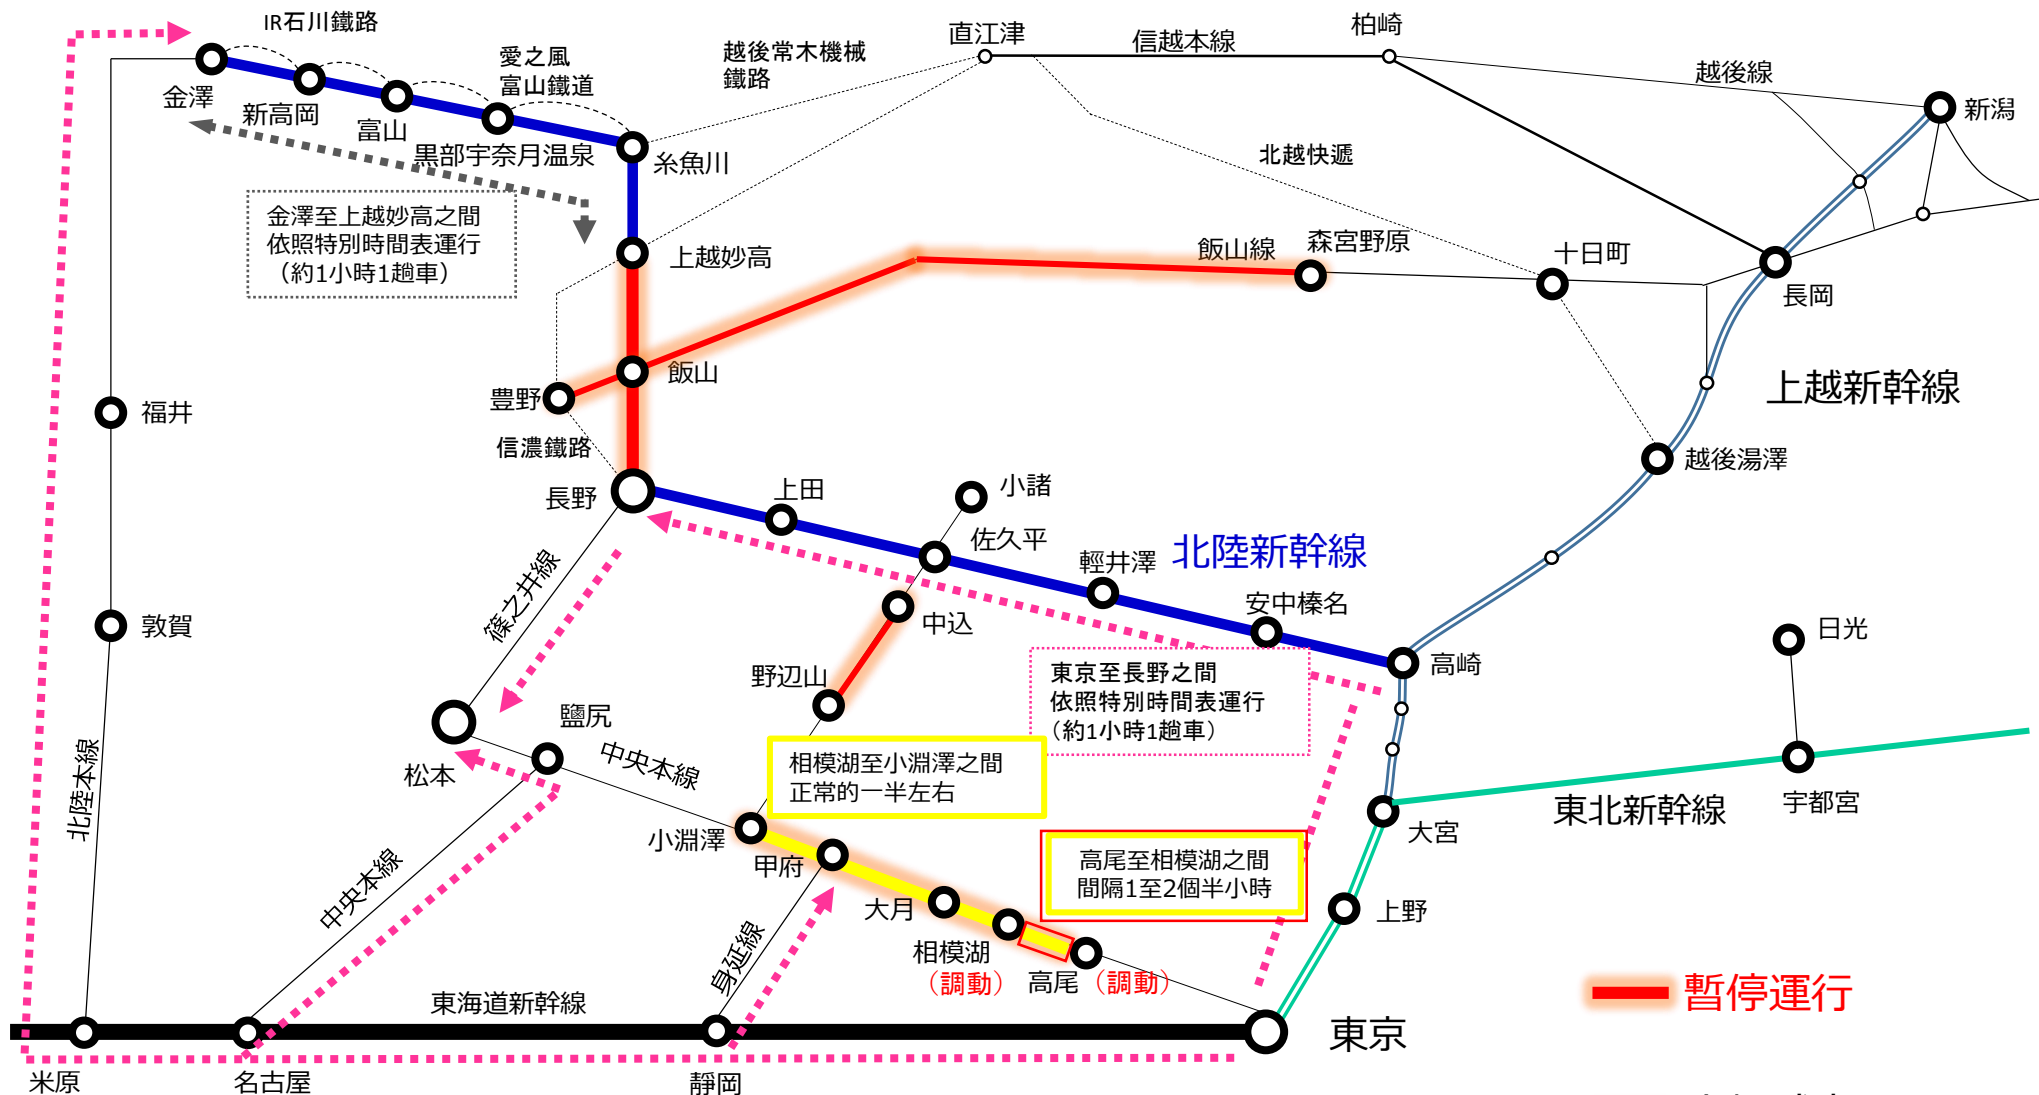 IR石川鐵路
金澤
新高岡
富山
愛之風
富山鐵道
黒部宇奈月温泉
越後常木機械
鐵路
直江津
信越本線
柏崎
越後線
新潟
糸魚川
北越快遞
金澤至上越妙高之間
依照特別時間表運行
（約1小時1趟車）
上越妙高
飯山線
森宮野原
十日町
長岡
飯山
豊野
信濃鐵路
上越新幹線
福井
越後湯澤
長野
上田
小諸
佐久平
輕井澤
北陸新幹線
安中榛名
篠之井線
中込
敦賀
日光
高崎
野辺山
東京至長野之間
依照特別時間表運行
（約1小時1趟車）
鹽尻
松本
中央本線
相模湖至小淵澤之間
正常的一半左右
北陸本線
小淵澤
甲府
大宮
東北新幹線
宇都宮
高尾至相模湖之間
間隔1至2個半小時
中央本線
大月
上野
身延線
相模湖
（調動）
高尾
（調動）
暫停運行
東海道新幹線
東京
米原
名古屋
靜岡